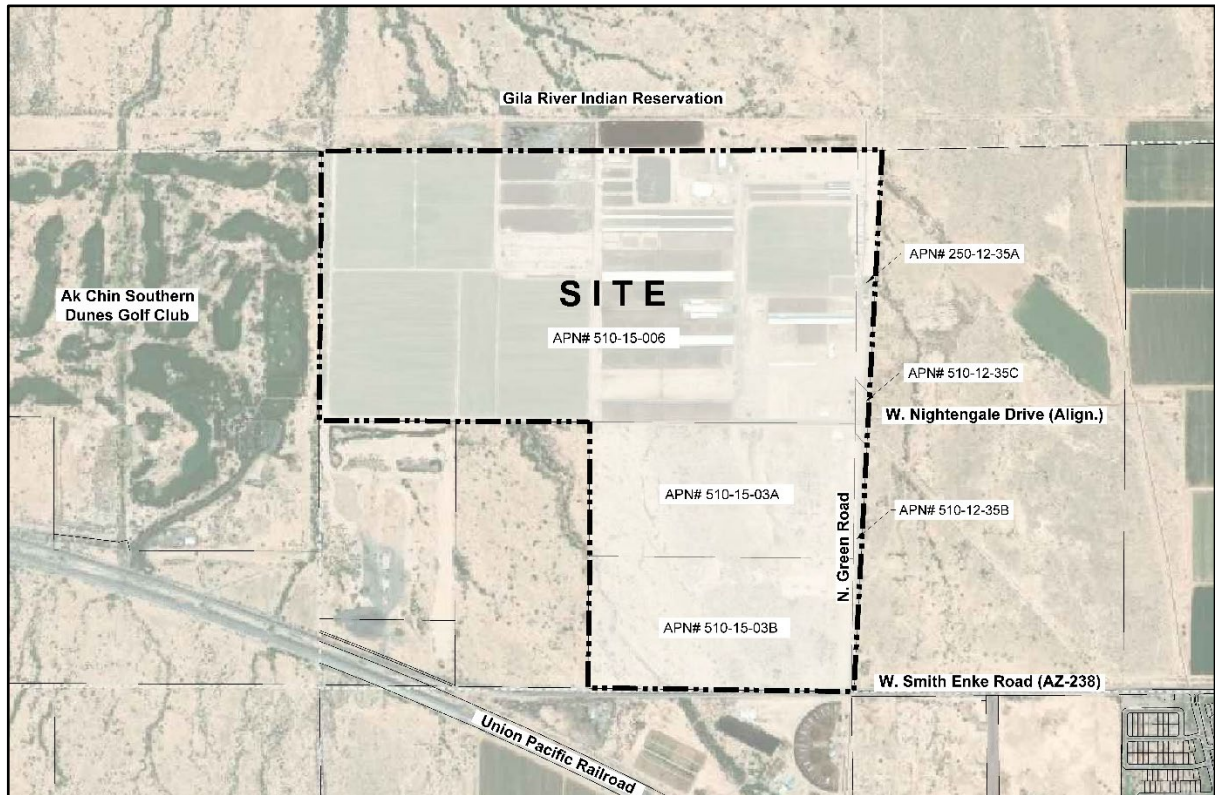 Gila River Indian Reservation
APN# 250-12-35A
Ak Chin Southern
Dunes Golf Club
SITE
APN# 510-15-006
APN# 510-12-35C
W. Nightengale Drive (Align.)
APN# 510-15-03A
APN# 510-12-35B
N. Green Road
APN# 510-15-03B
W. Smith Enke Road (AZ-238)
Union Pacific Railroad